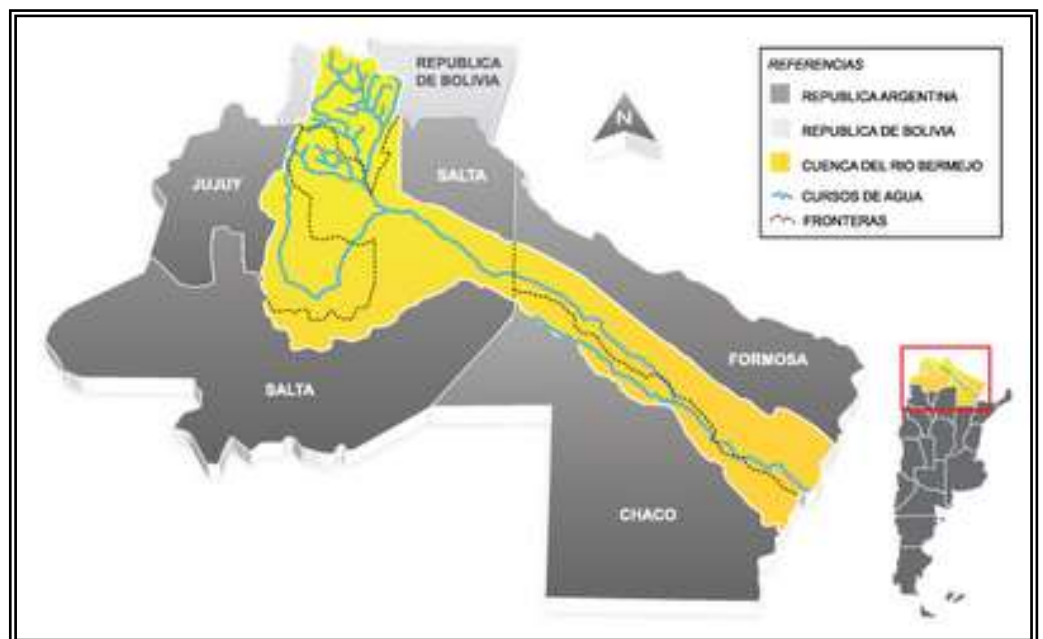 REPUBLICA
DE BOLIVIA
JUJUY
SALTA
SALTA
FORMOSA
CHACO
N
REFERENCIAS
REPUBLICA ARGENTINA
REPUBLICA DE BOLIVIA
CUENCA DEL RIO BERMEJO
CURSOS DE AGUA
FRONTERAS